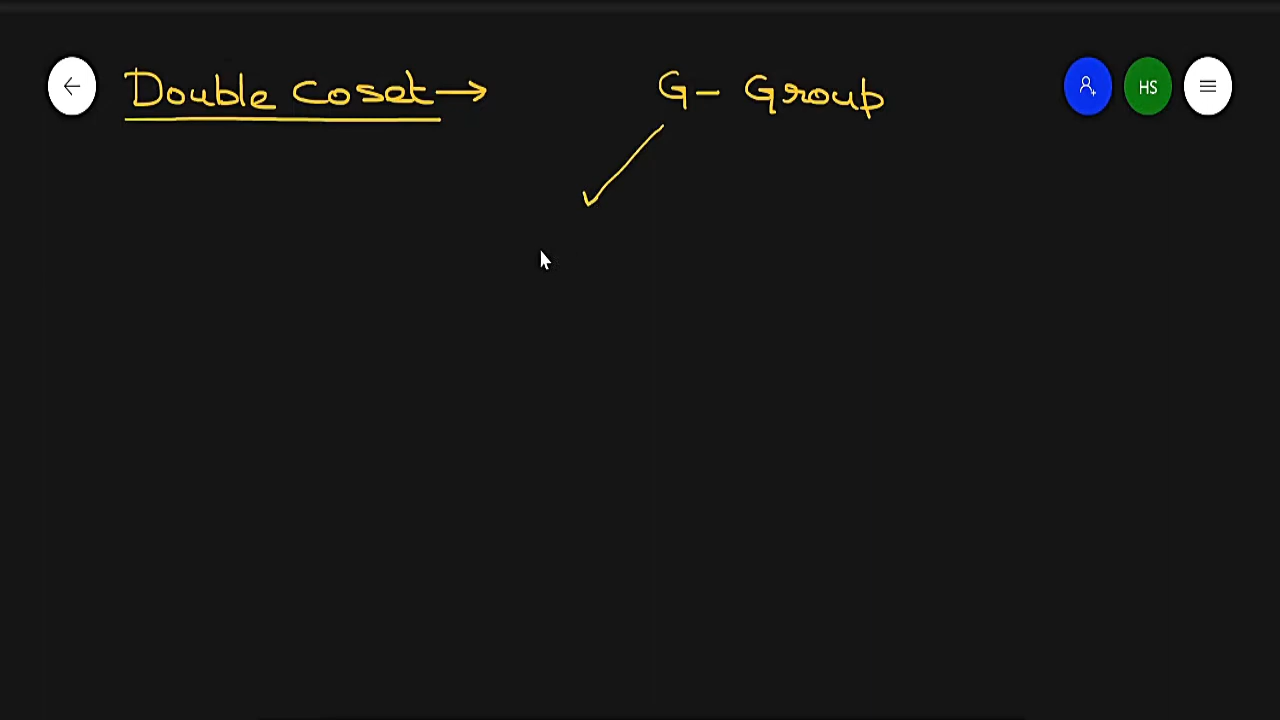 Double Coset → G - Group
HS